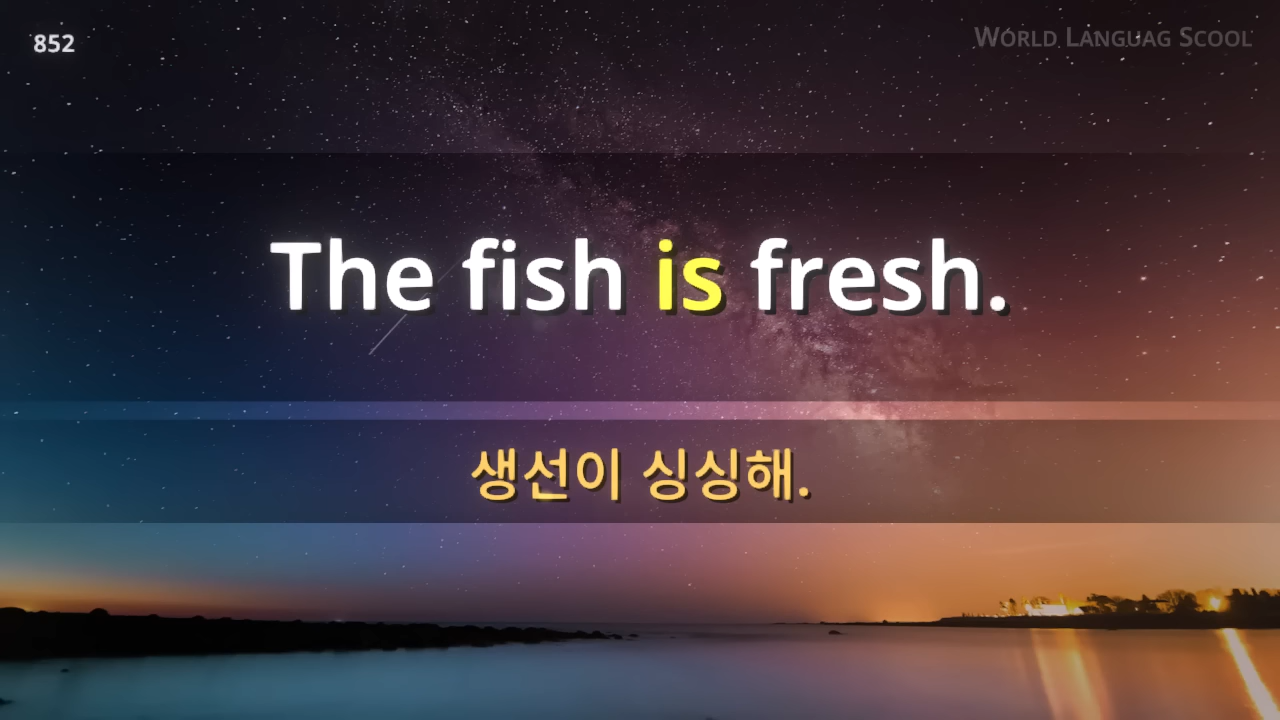 852
WORLD LANGUAG SCOOL
The fish is fresh.
생선이 싱싱해.